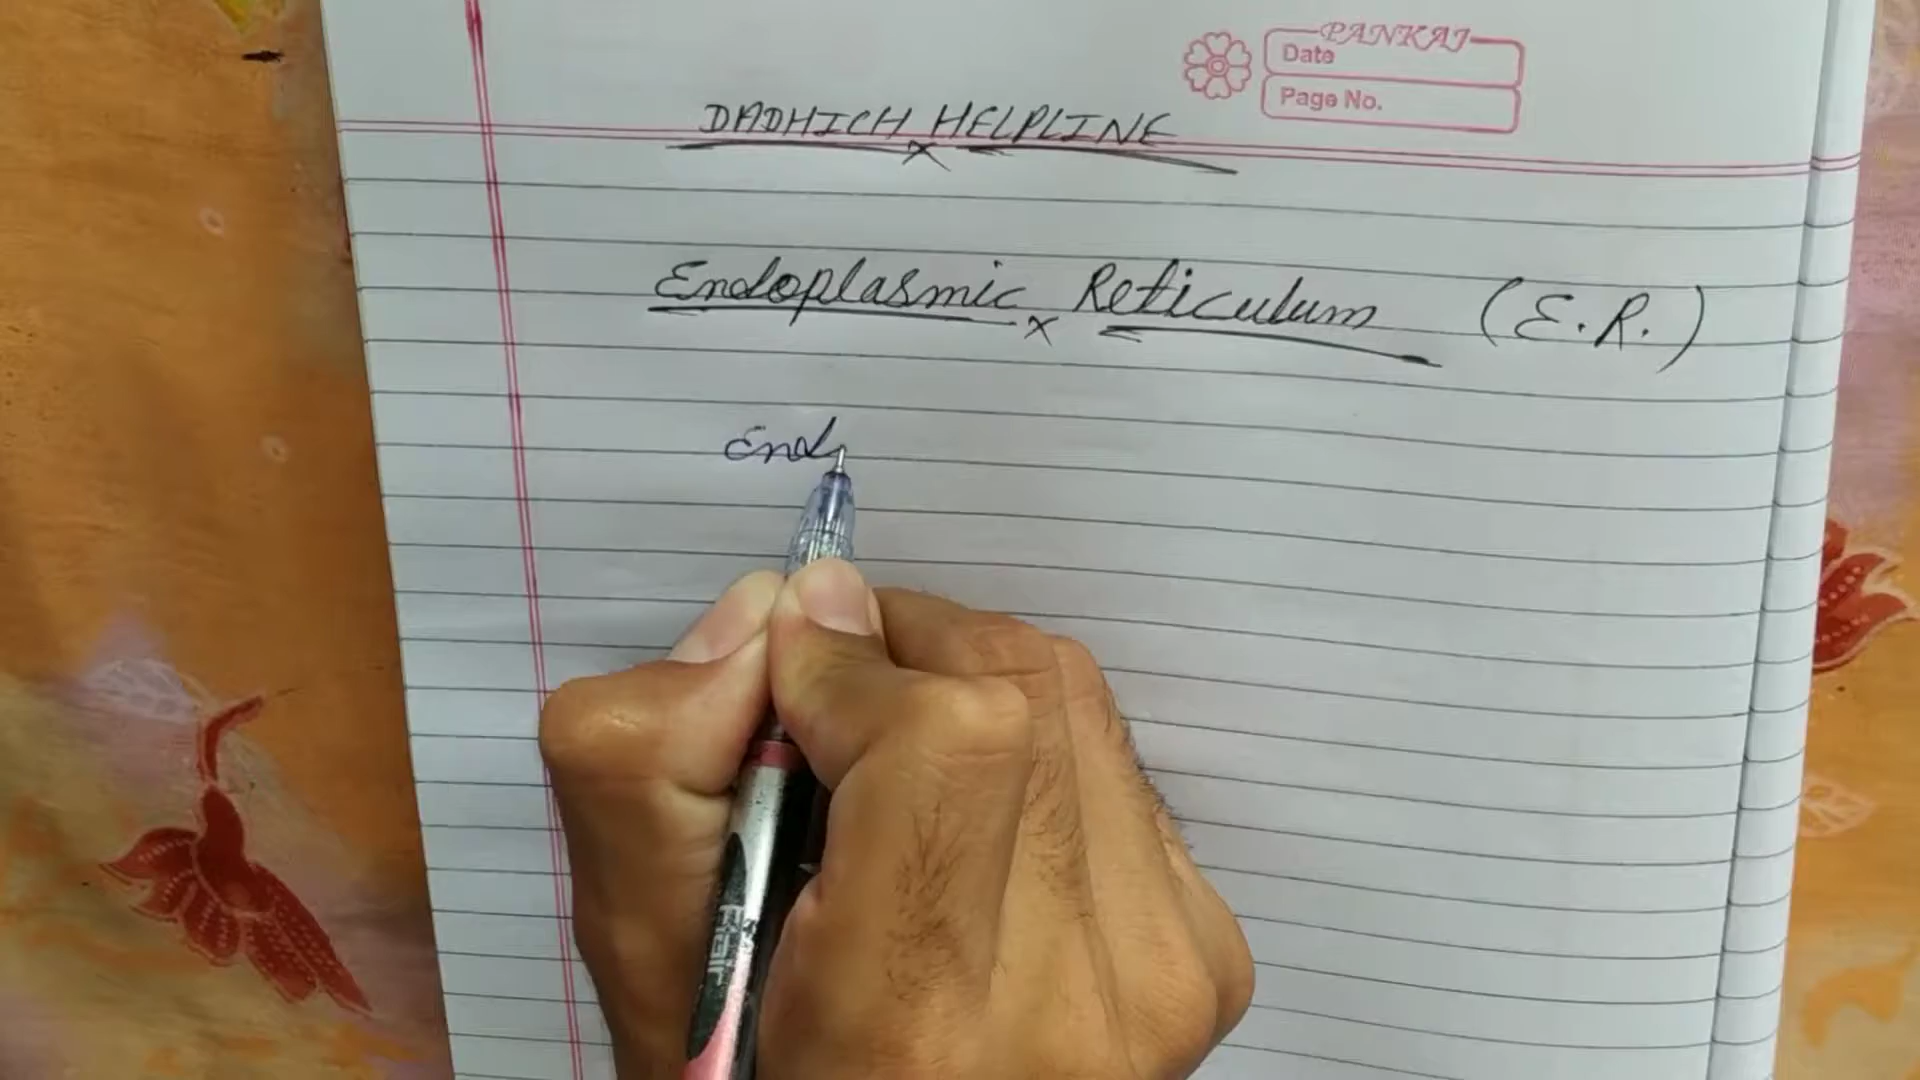 PANKAJ
Date
Page No.
DADHICH HELPLINE
Endoplasmic Reticulum (E.R.)
End